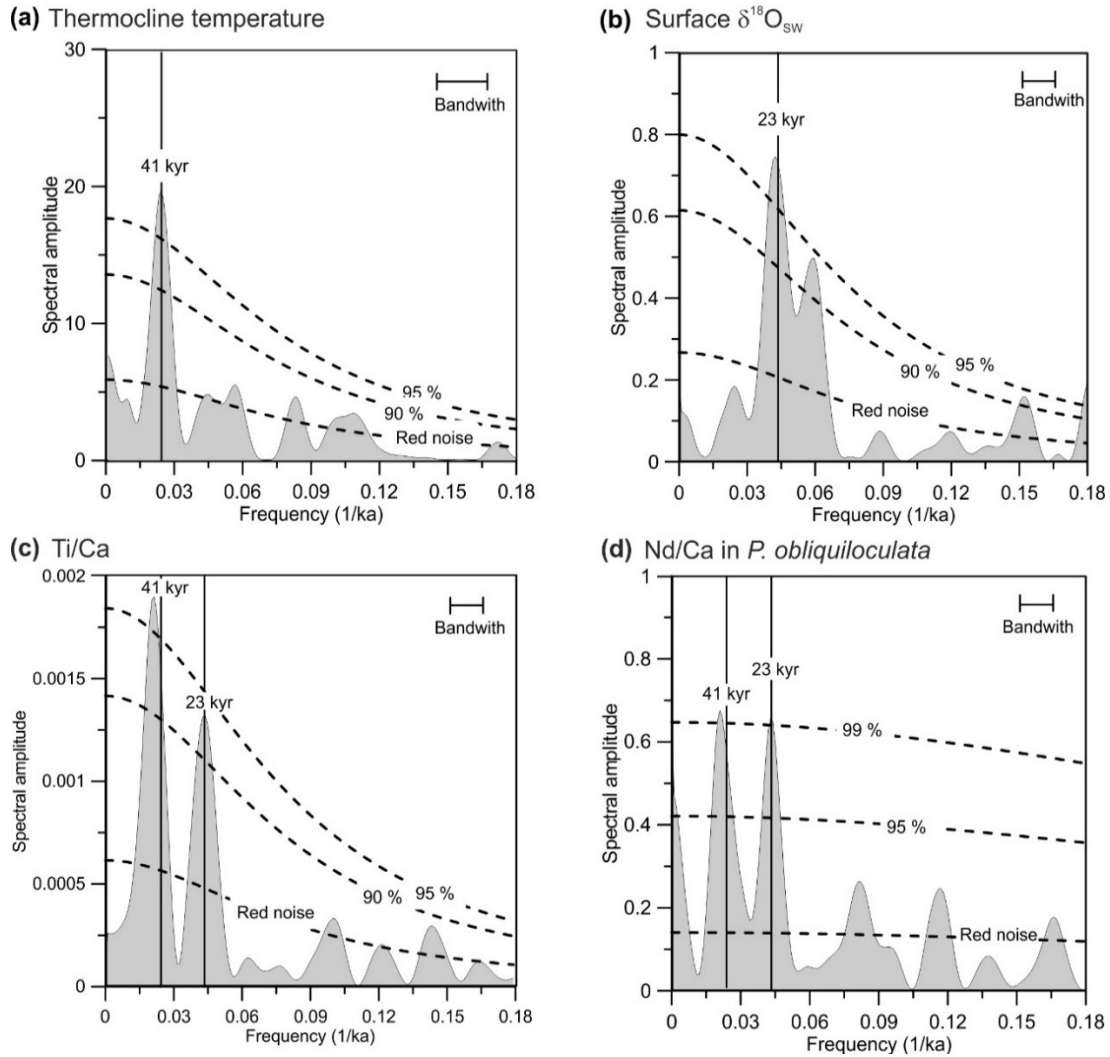 (a) Thermocline temperature
30
20
10
0
Spectral amplitude
Bandwith
41 kyr
95 %
90 %
Red noise
0
0.03
0.06
0.09
0.12
0.15
0.18
Frequency (1/ka)
(b) Surface δ¹⁸O_SW
1
0.8
0.6
0.4
0.2
0
Spectral amplitude
Bandwith
23 kyr
95 %
90 %
Red noise
0
0.03
0.06
0.09
0.12
0.15
0.18
Frequency (1/ka)
(c) Ti/Ca
0.002
0.0015
0.001
0.0005
0
Spectral amplitude
41 kyr
Bandwith
23 kyr
Red noise
90 %
95 %
0
0.03
0.06
0.09
0.12
0.15
0.18
Frequency (1/ka)
(d) Nd/Ca in P. obliquiloculata
1
0.8
0.6
0.4
0.2
0
Spectral amplitude
Bandwith
23 kyr
41 kyr
99 %
95 %
Red noise
0
0.03
0.06
0.09
0.12
0.15
0.18
Frequency (1/ka)